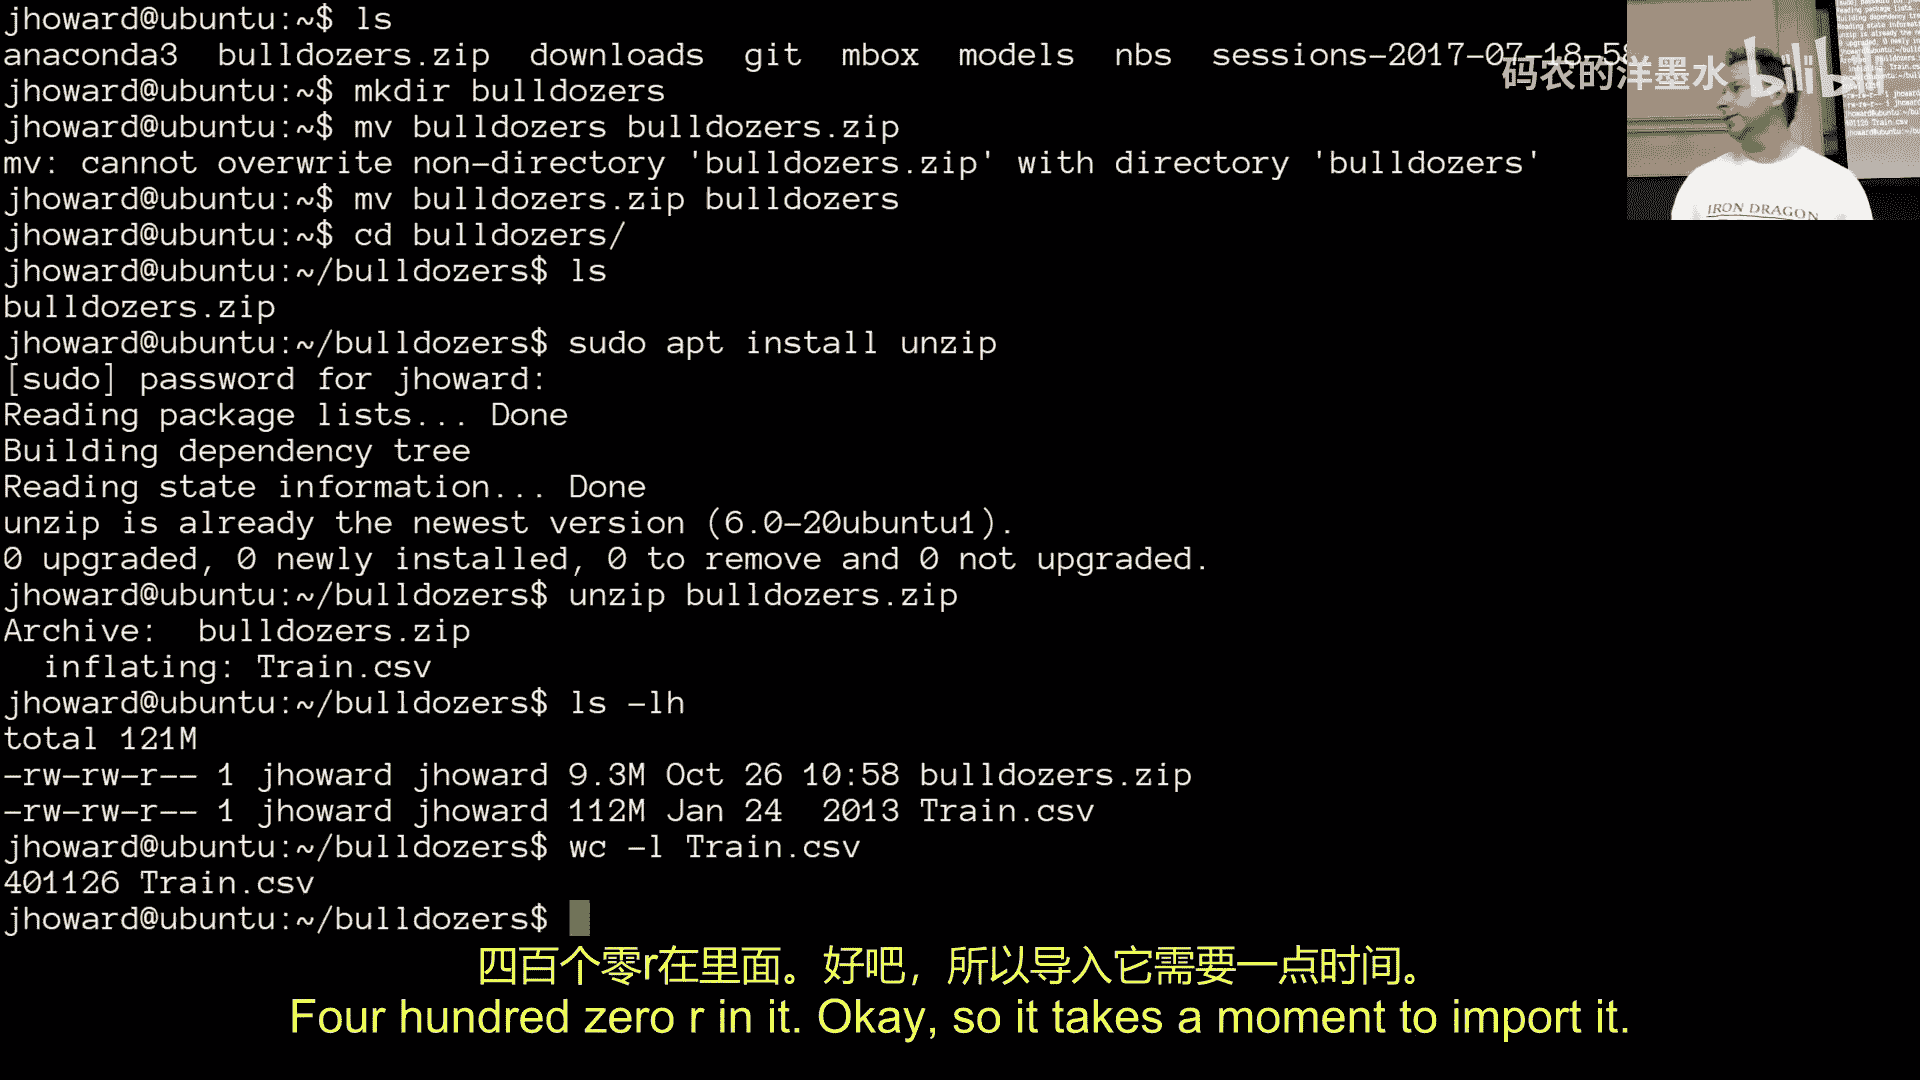 jhoward@ubuntu:~$ ls
anaconda3  bulldozers.zip  downloads  git  mbox  models  nbs  sessions-2017-07-18-58
jhoward@ubuntu:~$ mkdir bulldozers
码农的洋墨水 bilibili
jhoward@ubuntu:~$ mv bulldozers bulldozers.zip
mv: cannot overwrite non-directory 'bulldozers.zip' with directory 'bulldozers'
jhoward@ubuntu:~$ mv bulldozers.zip bulldozers
IRON DRAGON
jhoward@ubuntu:~$ cd bulldozers/
jhoward@ubuntu:~/bulldozers$ ls
bulldozers.zip
jhoward@ubuntu:~/bulldozers$ sudo apt install unzip
[sudo] password for jhoward:
Reading package lists... Done
Building dependency tree
Reading state information... Done
unzip is already the newest version (6.0-20ubuntu1).
0 upgraded, 0 newly installed, 0 to remove and 0 not upgraded.
jhoward@ubuntu:~/bulldozers$ unzip bulldozers.zip
Archive:  bulldozers.zip
  inflating: Train.csv
jhoward@ubuntu:~/bulldozers$ ls -lh
total 121M
-rw-rw-r-- 1 jhoward jhoward 9.3M Oct 26 10:58 bulldozers.zip
-rw-rw-r-- 1 jhoward jhoward 112M Jan 24  2013 Train.csv
jhoward@ubuntu:~/bulldozers$ wc -l Train.csv
401126 Train.csv
jhoward@ubuntu:~/bulldozers$
四百个零r在里面。好吧，所以导入它需要一点时间。
Four hundred zero r in it. Okay, so it takes a moment to import it.